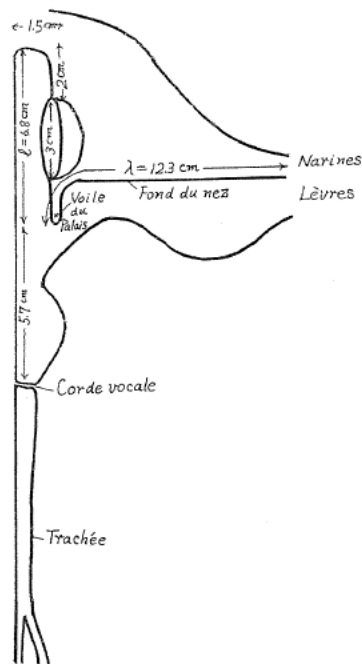 1.5cm
2cm
ℓ=6.8cm
3cm
λ=12.3 cm
Narines
Fond du nez
Lèvres
Voile
du
Palais
5.7cm
Corde vocale
Trachée